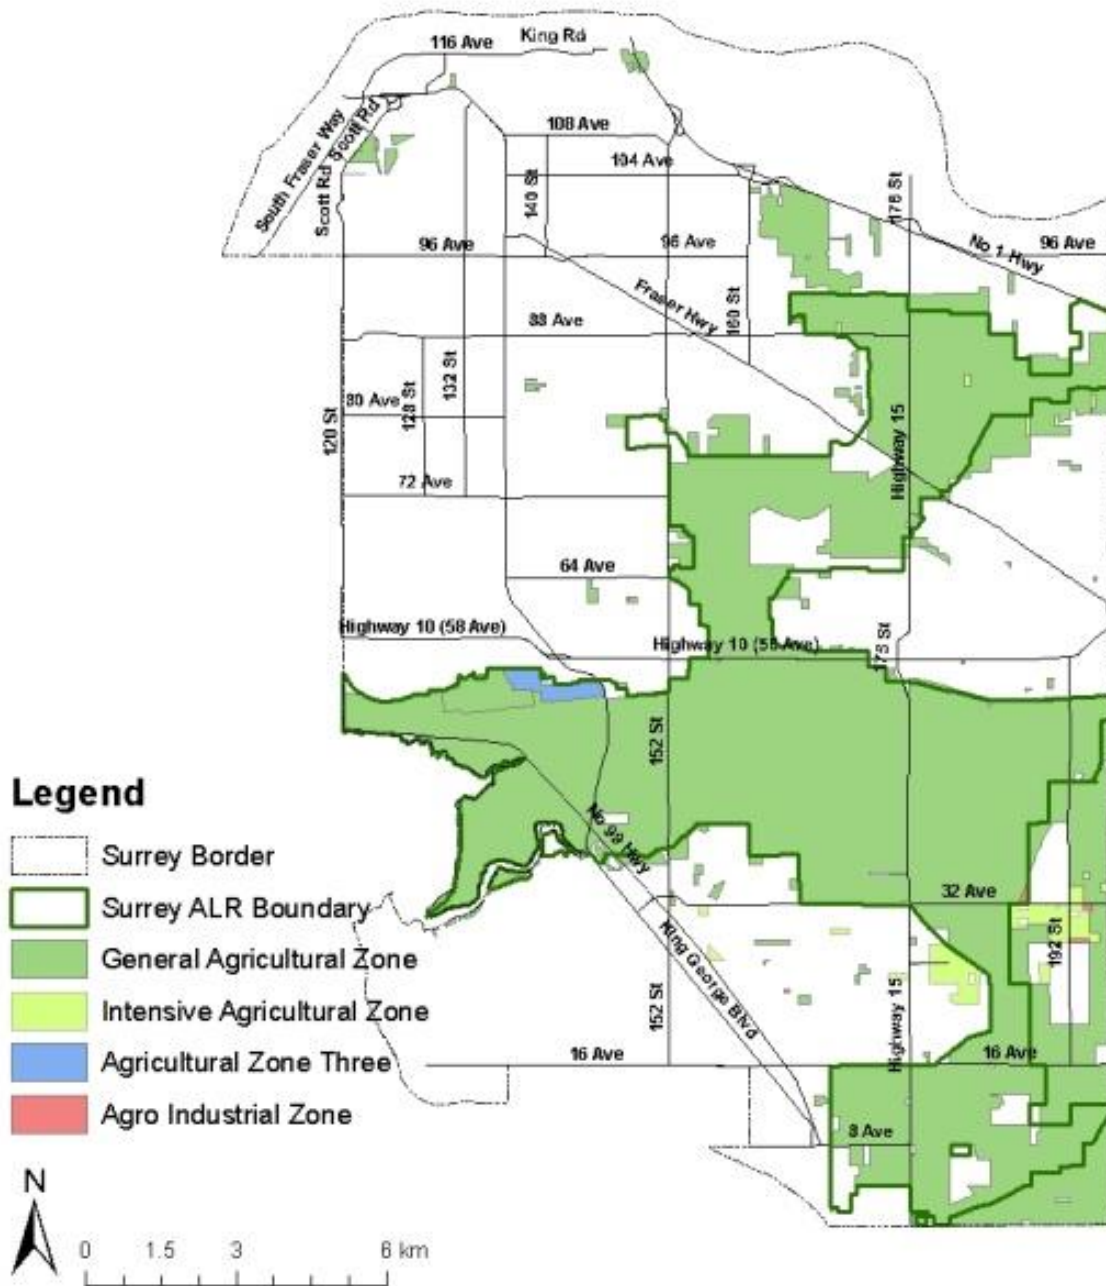 King Rd
116 Ave
South Fraser Way
Scott Rd
Scott Rd
108 Ave
104 Ave
140 St
176 St
96 Ave
96 Ave
No 1 Hwy
96 Ave
160 St
Fraser Hwy
88 Ave
132 St
128 St
80 Ave
120 St
Highway 15
72 Ave
64 Ave
Highway 10 (58 Ave)
Highway 10 (56 Ave)
176 St
152 St
No 99 Hwy
32 Ave
192 St
King George Blvd
152 St
Highway 15
16 Ave
16 Ave
8 Ave
Legend
Surrey Border
Surrey ALR Boundary
General Agricultural Zone
Intensive Agricultural Zone
Agricultural Zone Three
Agro Industrial Zone
N
0 1.5 3 6 km